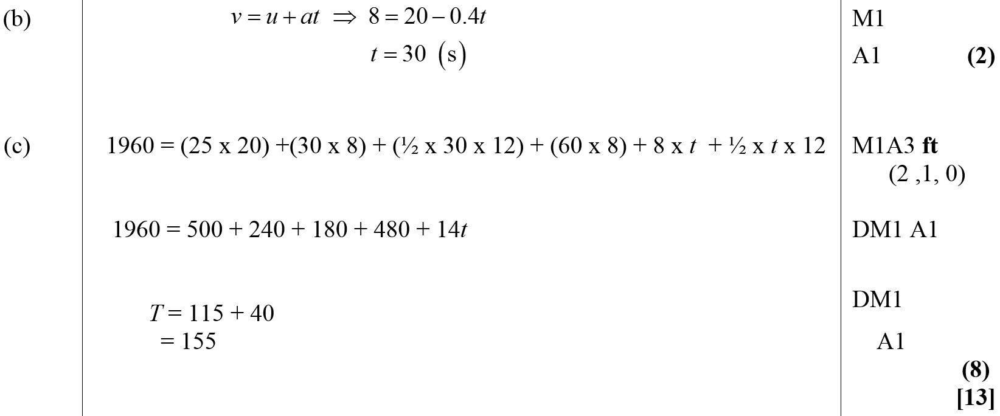 (b) v = u + at ⇒ 8 = 20 − 0.4t M1
t = 30 (s) A1 (2)
(c) 1960 = (25 x 20) +(30 x 8) + (½ x 30 x 12) + (60 x 8) + 8 x t + ½ x t x 12 M1A3 ft
(2 ,1, 0)
1960 = 500 + 240 + 180 + 480 + 14t DM1 A1
DM1
T = 115 + 40
= 155 A1
(8)
[13]